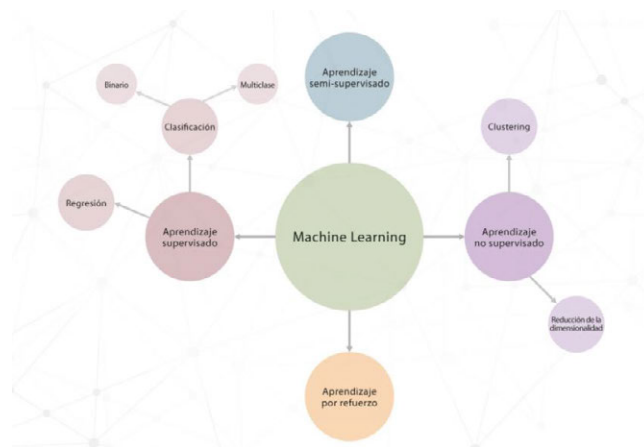 Aprendizaje
semi-supervisado
Binario
Multiclase
Clasificación
Clustering
Regresión
Aprendizaje
supervisado
Machine Learning
Aprendizaje
no supervisado
Reducción de la
dimensionalidad
Aprendizaje
por refuerzo